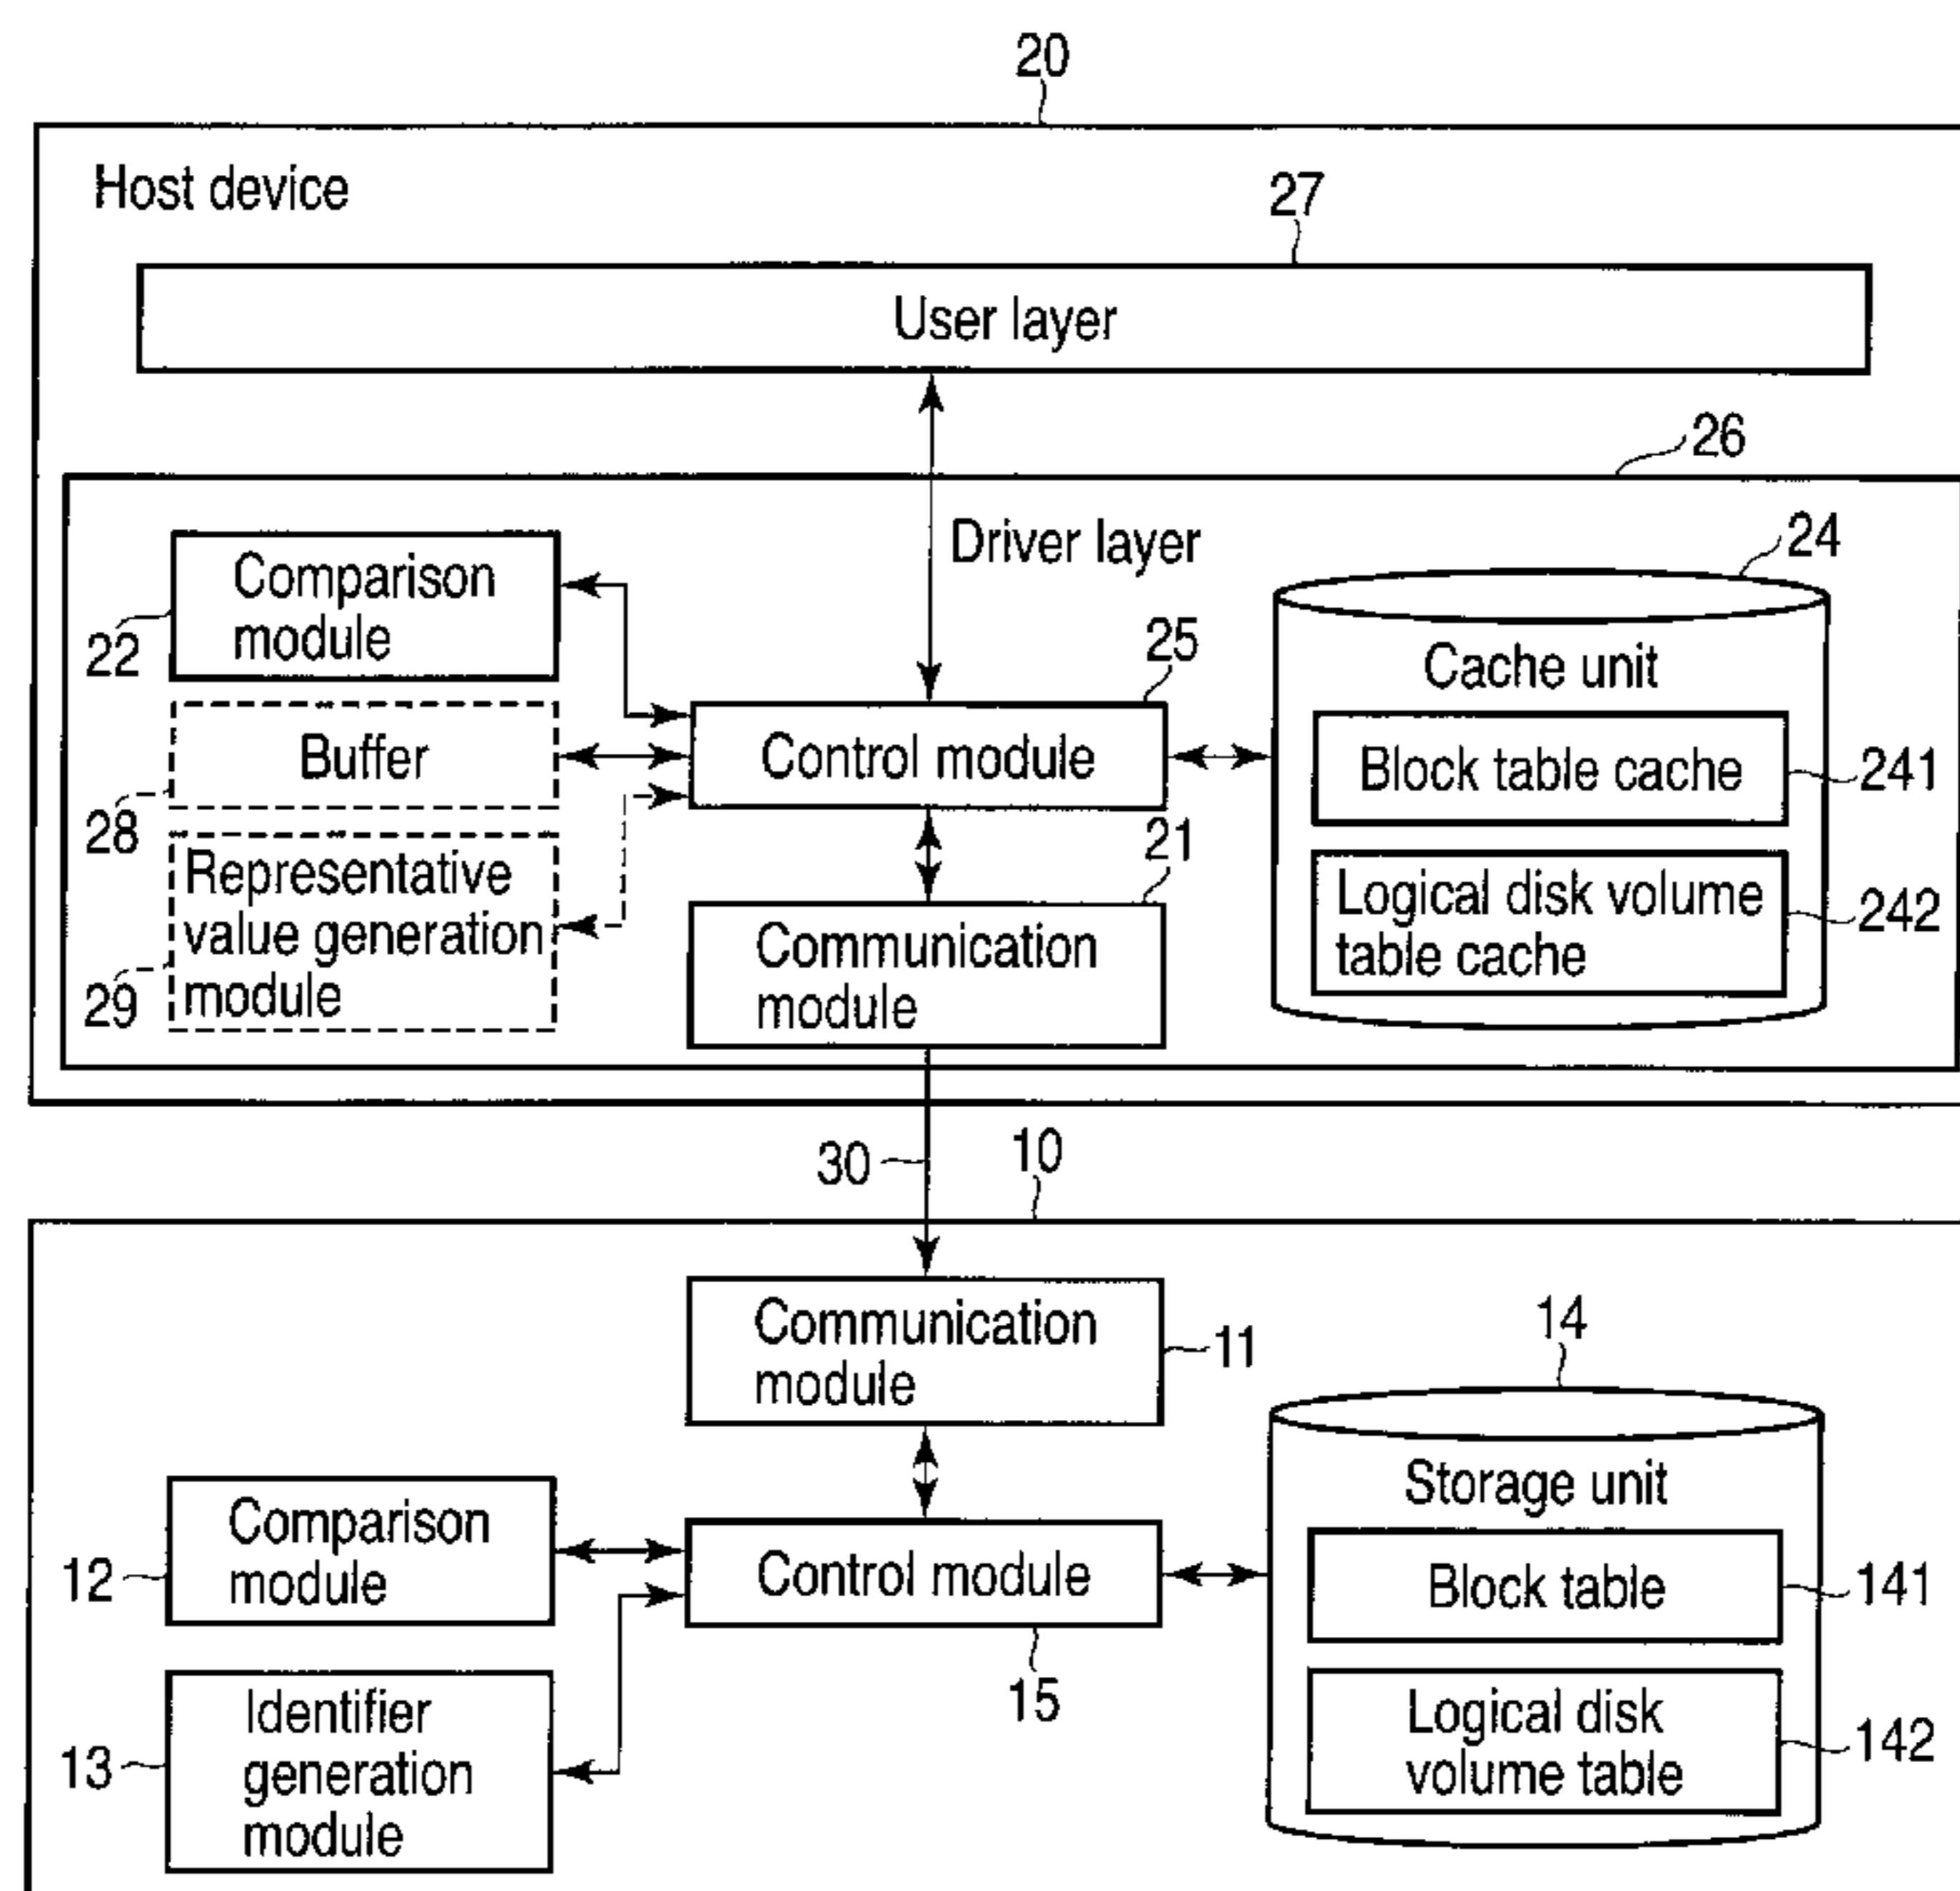 20
Host device
27
User layer
26
Driver layer
24
Comparison
module
22
25
Cache unit
Buffer
28
Control module
Block table cache
241
21
Representative
value generation
module
29
Communication
module
Logical disk volume
table cache
242
30
10
Communication
module
11
14
Storage unit
Comparison
module
12
Control module
15
Block table
141
Identifier
generation
module
13
Logical disk
volume table
142